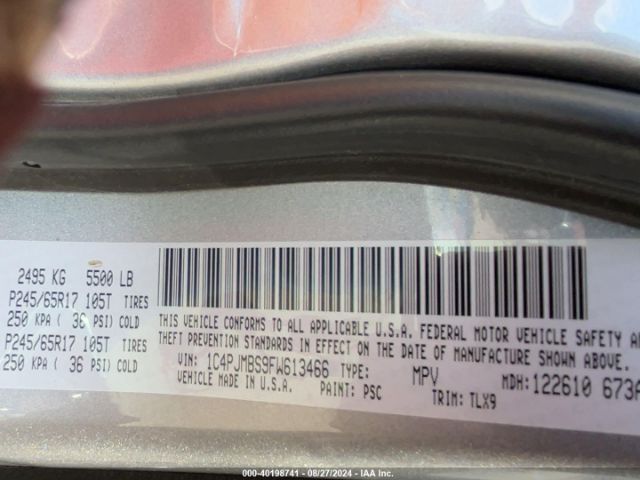 2495 KG 5500 LB
P245/65R17 105T TIRES
250 KPA ( 36 PSI) COLD
P245/65R17 105T TIRES
250 KPA ( 36 PSI) COLD
THIS VEHICLE CONFORMS TO ALL APPLICABLE U.S.A. FEDERAL MOTOR VEHICLE SAFETY
THEFT PREVENTION STANDARDS IN EFFECT ON THE DATE OF MANUFACTURE SHOWN ABOVE.
VIN: 1C4PJMBS9FW613466 TYPE: MPV MDH: 122610 673
VEHICLE MADE IN U.S.A. PAINT: PSC TRIM: TLX9
000-40198741 - 08/27/2024 - IAA Inc.